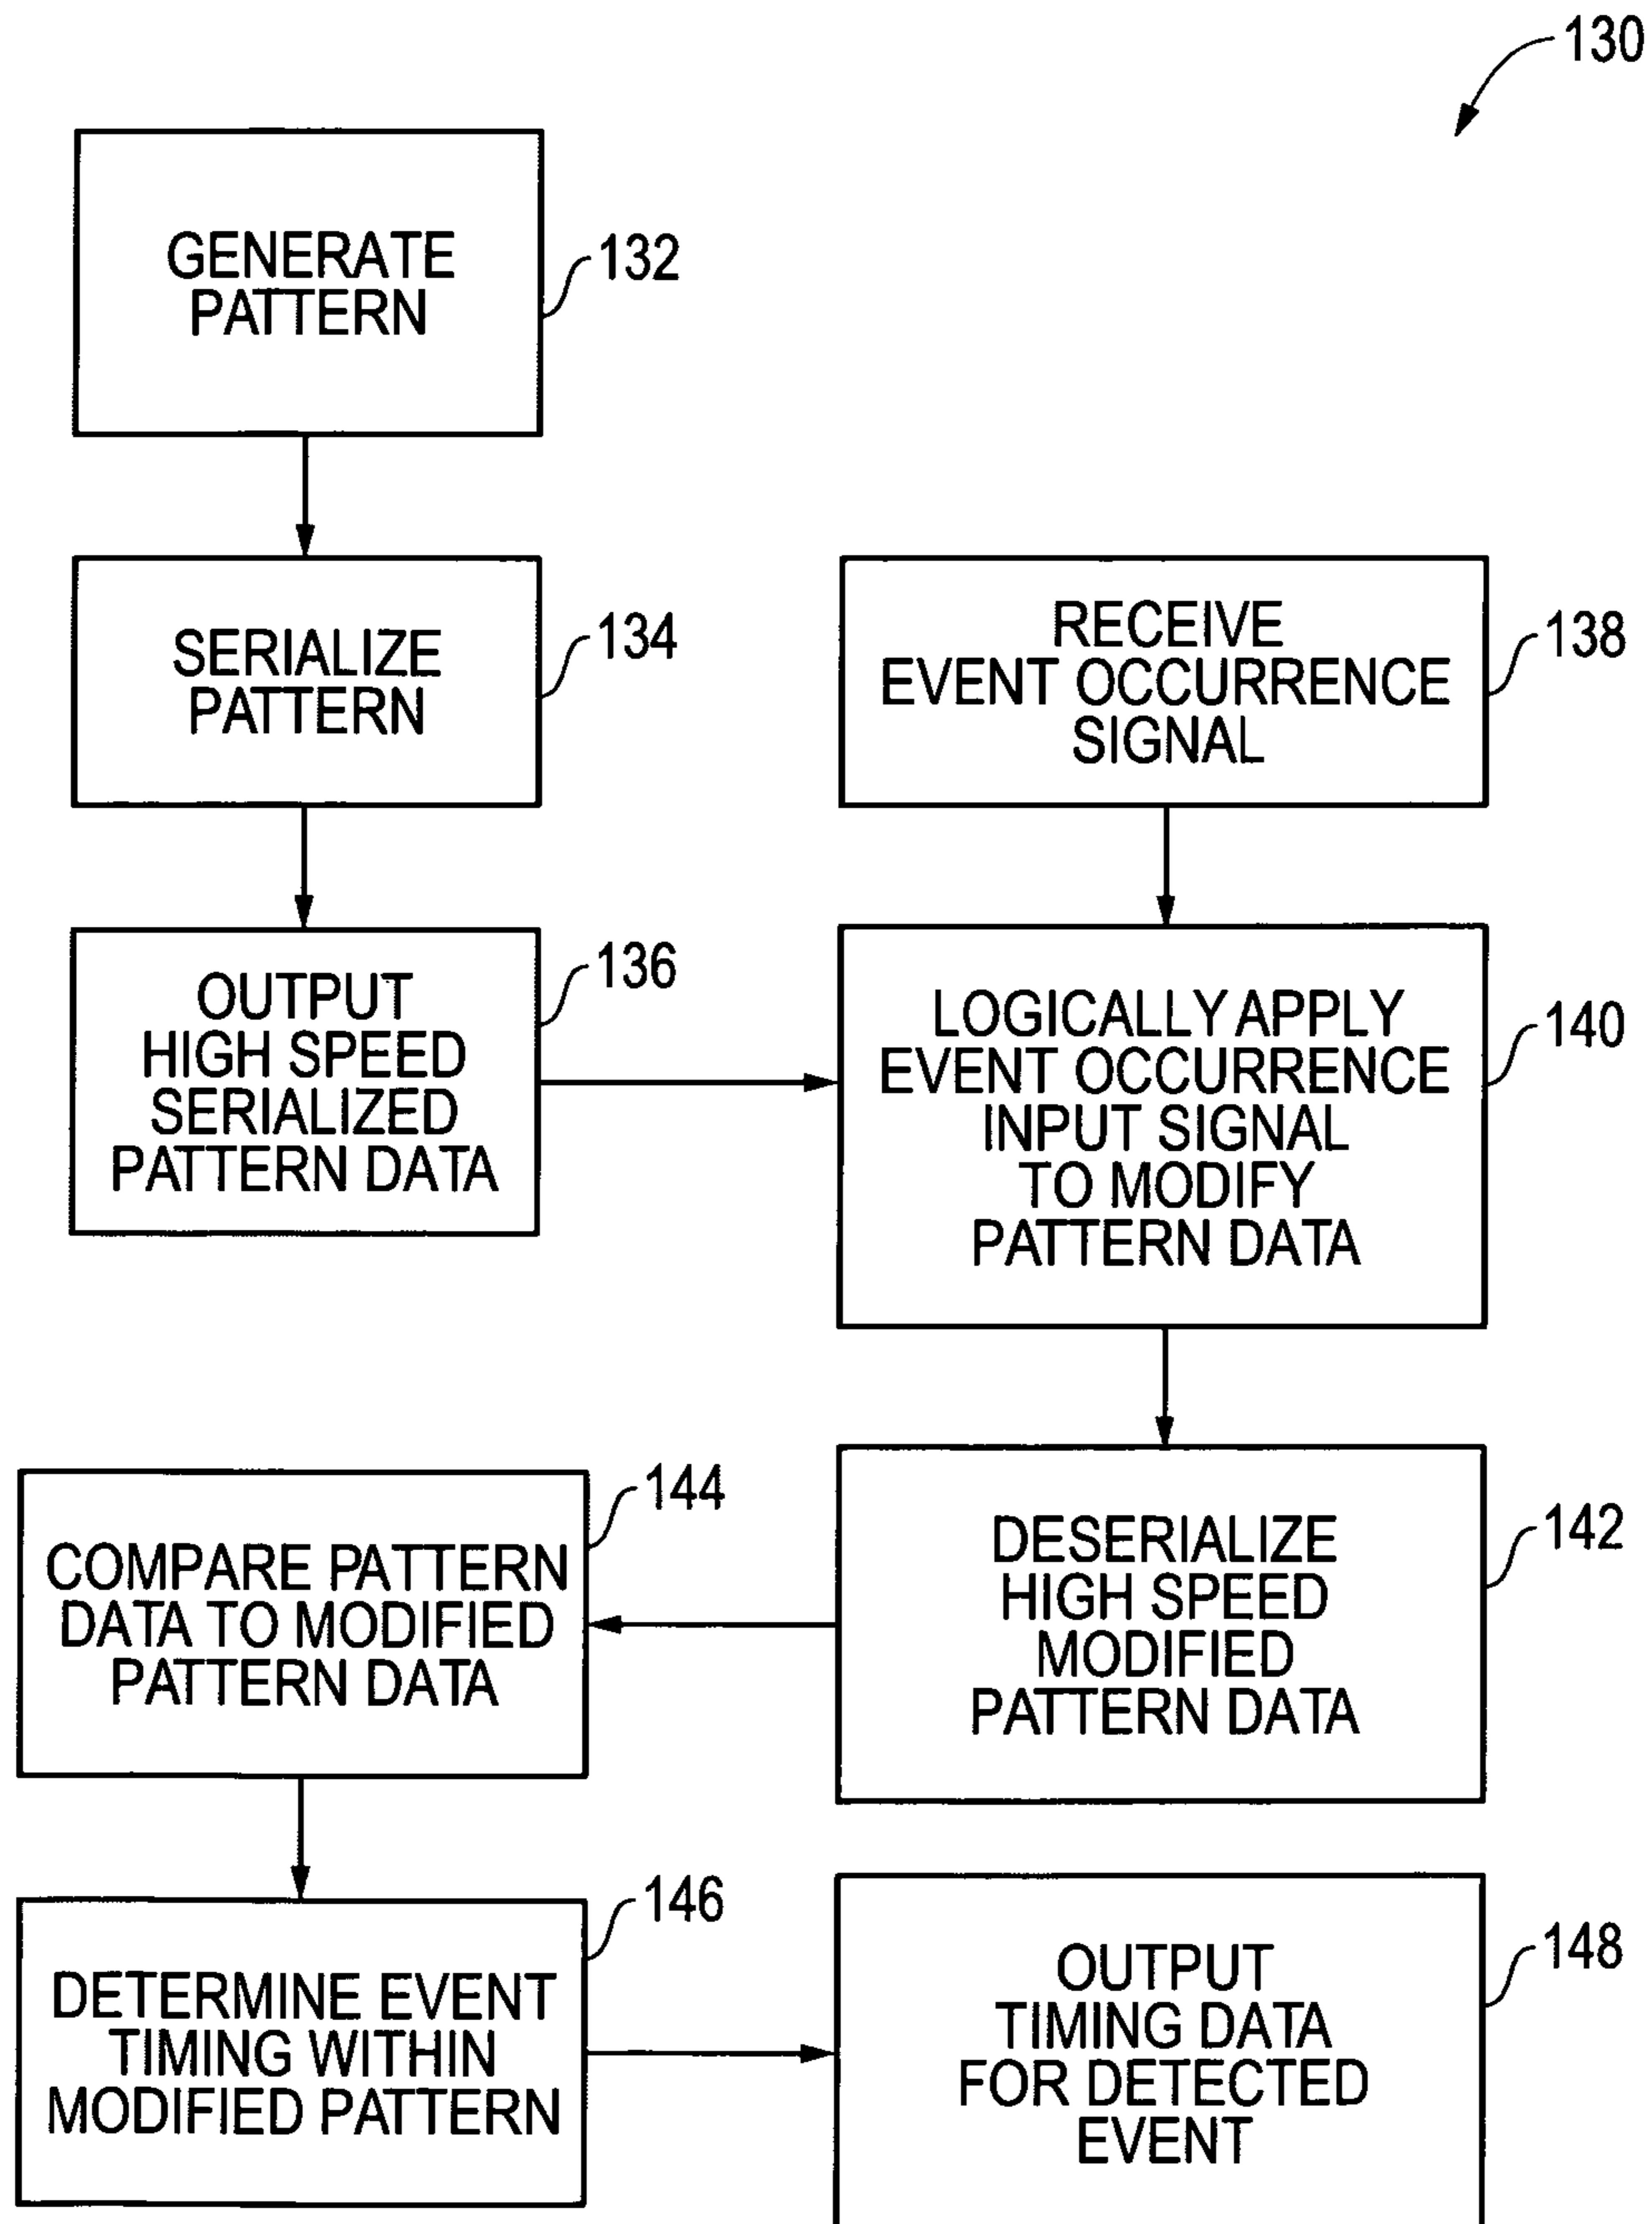 130
GENERATE
PATTERN
132
SERIALIZE
PATTERN
134
RECEIVE
EVENT OCCURRENCE
SIGNAL
138
OUTPUT
HIGH SPEED
SERIALIZED
PATTERN DATA
136
LOGICALLY APPLY
EVENT OCCURRENCE
INPUT SIGNAL
TO MODIFY
PATTERN DATA
140
COMPARE PATTERN
DATA TO MODIFIED
PATTERN DATA
144
DESERIALIZE
HIGH SPEED
MODIFIED
PATTERN DATA
142
DETERMINE EVENT
TIMING WITHIN
MODIFIED PATTERN
146
OUTPUT
TIMING DATA
FOR DETECTED
EVENT
148